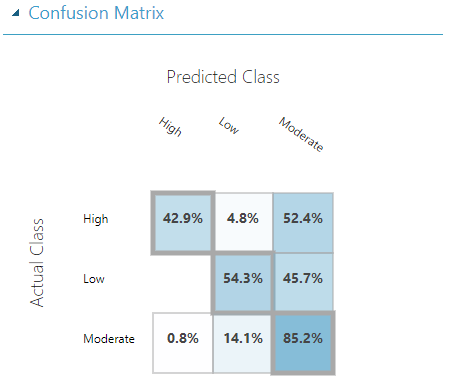 Confusion Matrix
Predicted Class
High Low Moderate
Actual Class
High 42.9% 4.8% 52.4%
Low 54.3% 45.7%
Moderate 0.8% 14.1% 85.2%